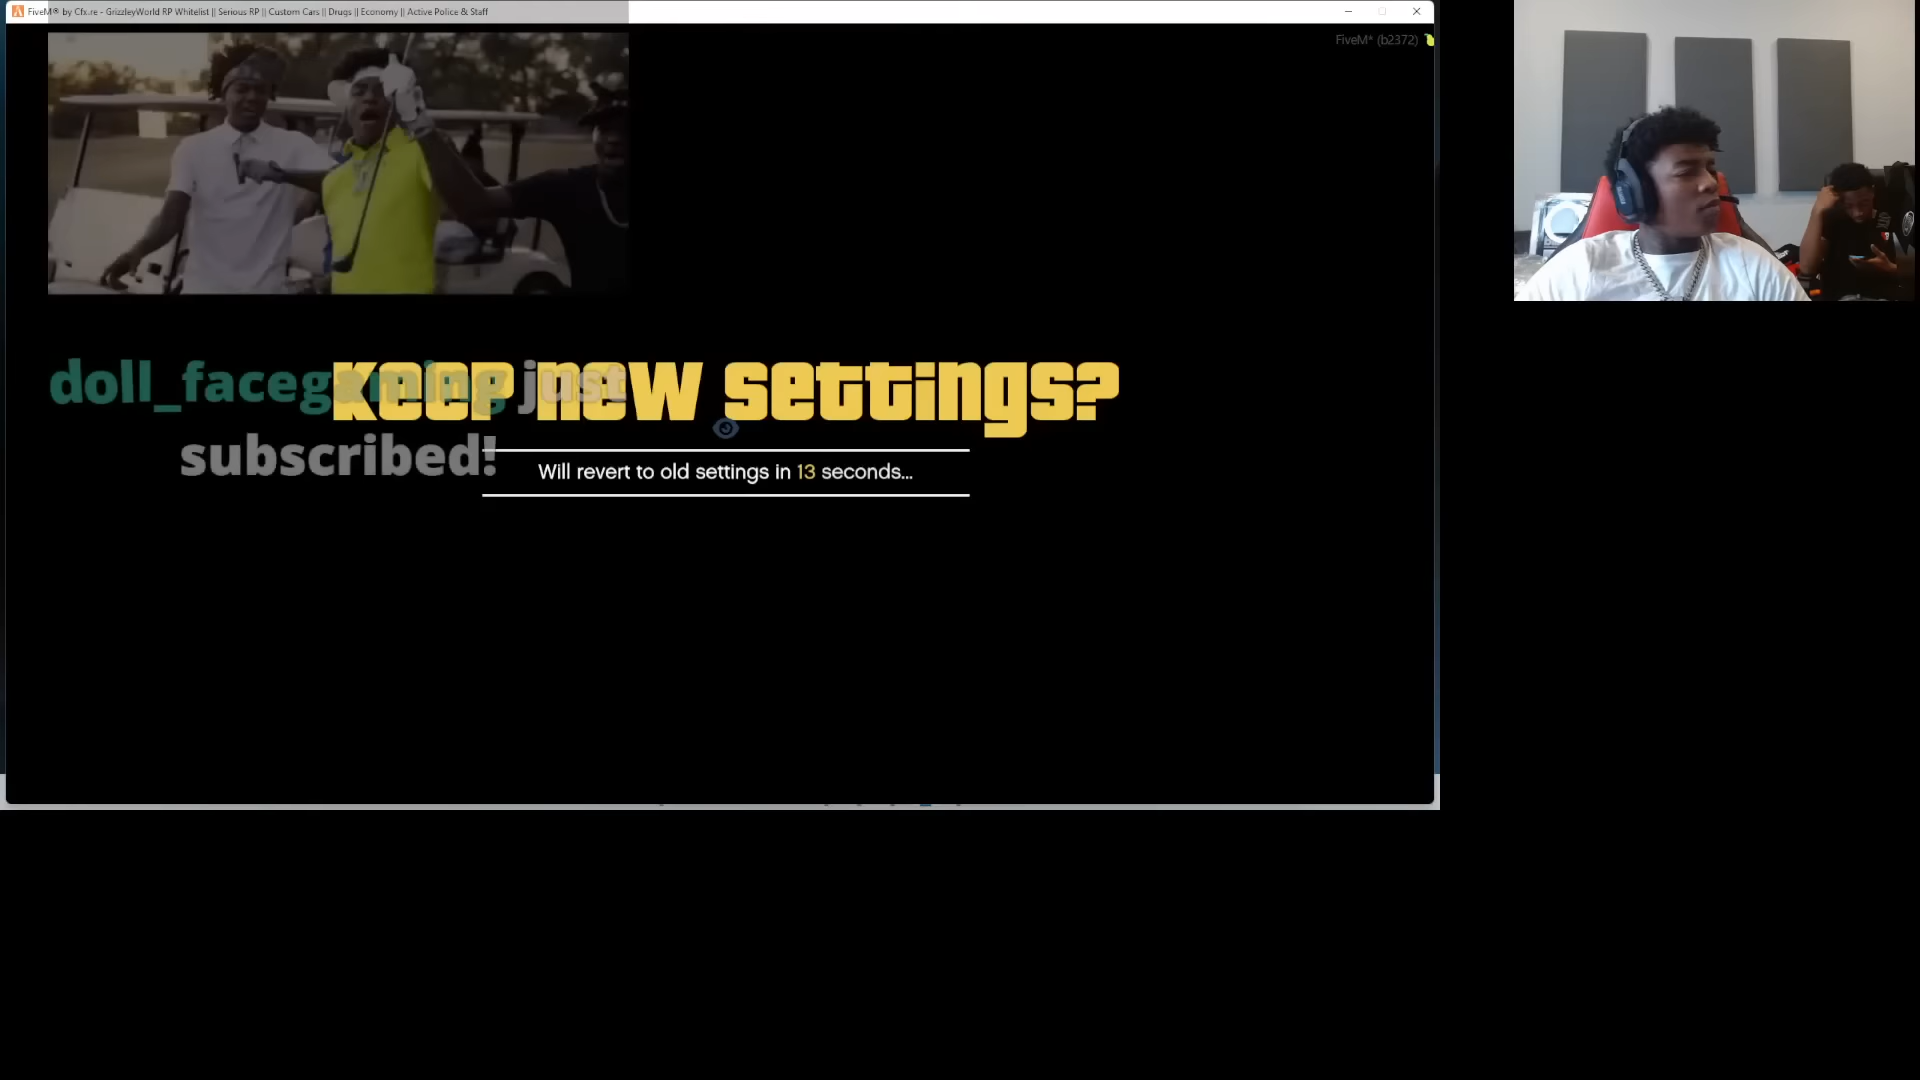 FiveM® by Cfx.re - GrizzleyWorld RP Whitelist || Serious RP || Custom Cars || Drugs || Economy || Active Police & Staff
FiveM* (b2372)
doll_facegaming just
subscribed!
Keep new settings?
Will revert to old settings in 13 seconds...